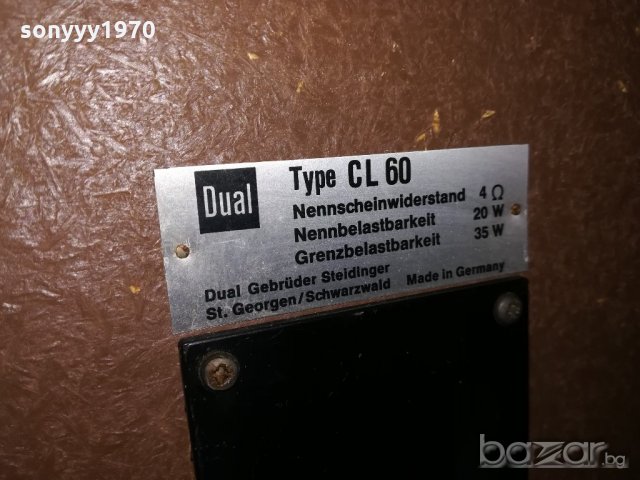 sonyyy1970
Dual
Type CL 60
Nennscheinwiderstand 4 Ω
Nennbelastbarkeit 20 W
Grenzbelastbarkeit 35 W
Dual Gebrüder Steidinger
St. Georgen/Schwarzwald Made in Germany
bazar.bg